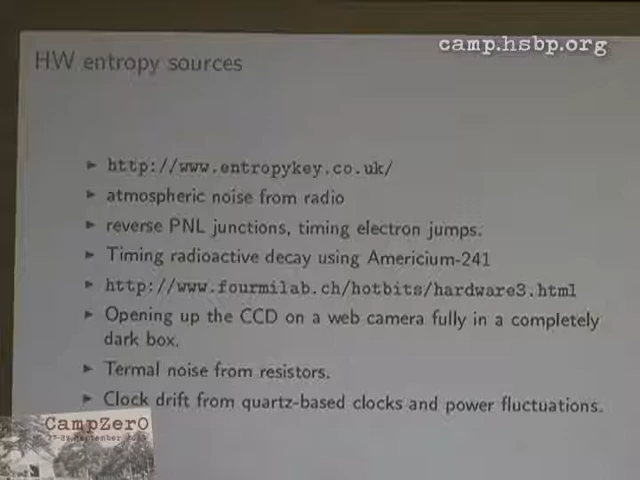 camp.hsbp.org
HW entropy sources
http://www.entropykey.co.uk/
atmospheric noise from radio
reverse PNL junctions, timing electron jumps.
Timing radioactive decay using Americium-241
http://www.fourmilab.ch/hotbits/hardware3.html
Opening up the CCD on a web camera fully in a completely
dark box.
Termal noise from resistors.
Clock drift from quartz-based clocks and power fluctuations.
CampZer0
September